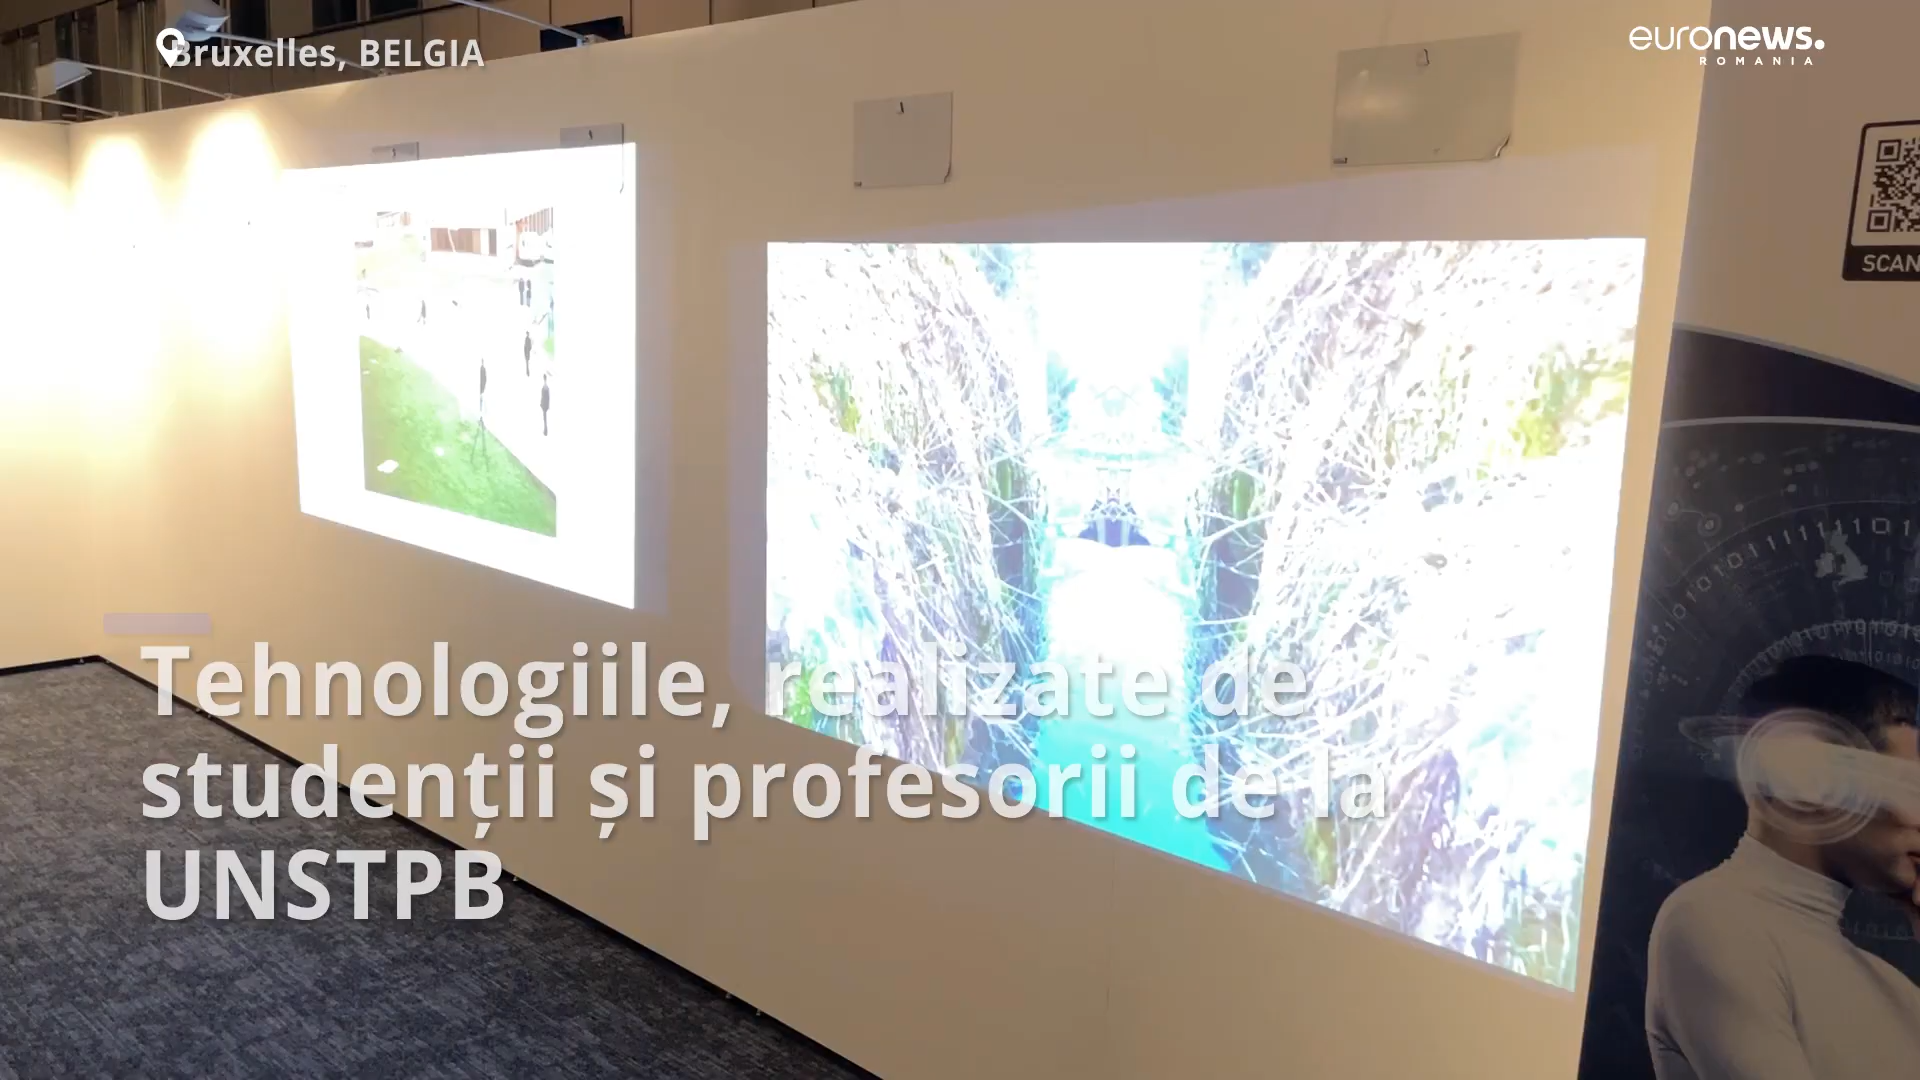 Bruxelles, BELGIA
euronews.
ROMANIA
SCAN
Tehnologiile, realizate de
studenții și profesorii de la
UNSTPB